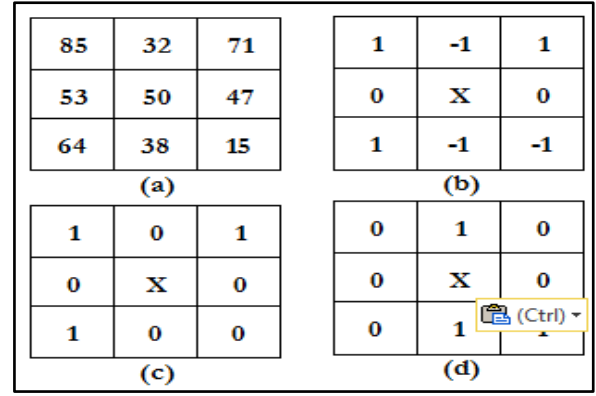 85 32 71
53 50 47
64 38 15
(a)
1 -1 1
0 X 0
1 -1 -1
(b)
1 0 1
0 X 0
1 0 0
(c)
0 1 0
0 X 0
0 1
(Ctrl)
(d)